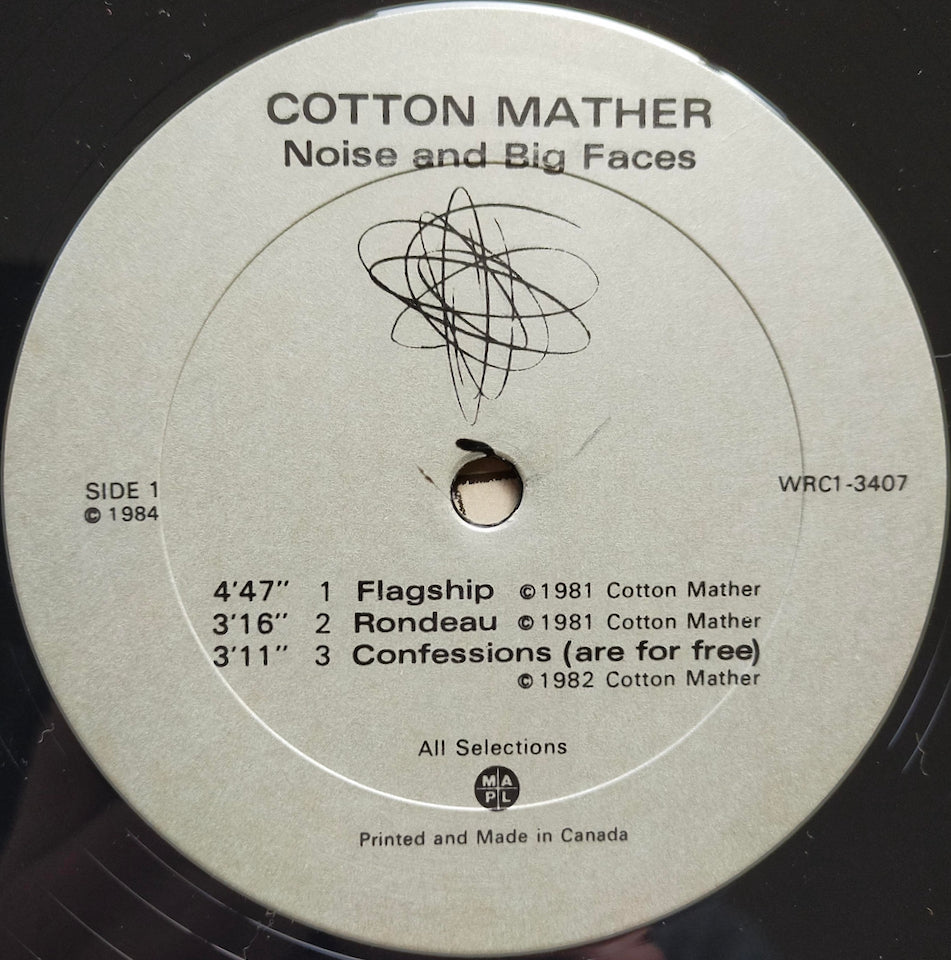 COTTON MATHER
Noise and Big Faces
SIDE 1
© 1984
WRC1-3407
4'47" 1 Flagship ©1981 Cotton Mather
3'16" 2 Rondeau ©1981 Cotton Mather
3'11" 3 Confessions (are for free)
©1982 Cotton Mather
All Selections
MA
PL
Printed and Made in Canada